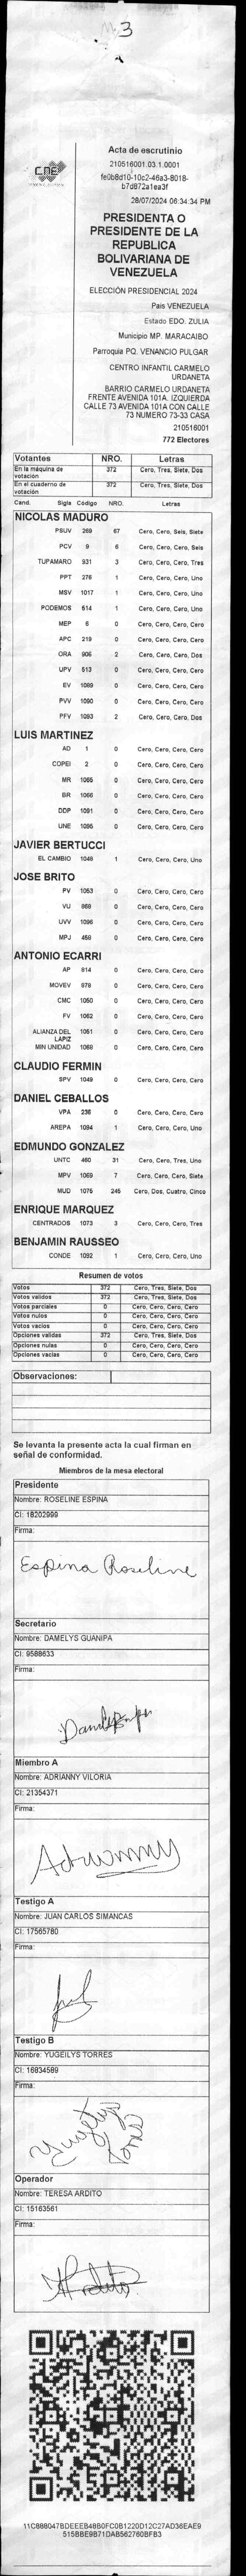 M.3
CNE
Acta de escrutinio
210516001.03.1.0001
fe0b8d10-10c2-46a3-8018-
b7d872a1ea3f
28/07/2024 06:34:34 PM
PRESIDENTA O
PRESIDENTE DE LA
REPUBLICA
BOLIVARIANA DE
VENEZUELA
ELECCIÓN PRESIDENCIAL 2024
Pais VENEZUELA
Estado EDO. ZULIA
Municipio MP. MARACAIBO
Parroquia PQ. VENANCIO PULGAR
CENTRO INFANTIL CARMELO
URDANETA
BARRIO CARMELO URDANETA
FRENTE AVENIDA 101A. IZQUIERDA
CALLE 73 AVENIDA 101A CON CALLE
73 NUMERO 73-33 CASA
210516001
772 Electores
Votantes NRO. Letras
En la máquina de votación 372 Cero, Tres, Siete, Dos
En el cuaderno de votación 372 Cero, Tres, Siete, Dos
Cand. Sigla Código NRO. Letras
NICOLAS MADURO
PSUV 269 67 Cero, Cero, Seis, Siete
PCV 9 6 Cero, Cero, Cero, Seis
TUPAMARO 931 3 Cero, Cero, Cero, Tres
PPT 276 1 Cero, Cero, Cero, Uno
MSV 1017 1 Cero, Cero, Cero, Uno
PODEMOS 514 1 Cero, Cero, Cero, Uno
MEP 6 0 Cero, Cero, Cero, Cero
APC 219 0 Cero, Cero, Cero, Cero
ORA 906 2 Cero, Cero, Cero, Dos
UPV 513 0 Cero, Cero, Cero, Cero
EV 1089 0 Cero, Cero, Cero, Cero
PVV 1090 0 Cero, Cero, Cero, Cero
PFV 1093 2 Cero, Cero, Cero, Dos
LUIS MARTINEZ
AD 1 0 Cero, Cero, Cero, Cero
COPEI 2 0 Cero, Cero, Cero, Cero
MR 1065 0 Cero, Cero, Cero, Cero
BR 1066 0 Cero, Cero, Cero, Cero
DDP 1091 0 Cero, Cero, Cero, Cero
UNE 1095 0 Cero, Cero, Cero, Cero
JAVIER BERTUCCI
EL CAMBIO 1048 1 Cero, Cero, Cero, Uno
JOSE BRITO
PV 1053 0 Cero, Cero, Cero, Cero
VU 868 0 Cero, Cero, Cero, Cero
UVV 1096 0 Cero, Cero, Cero, Cero
MPJ 458 0 Cero, Cero, Cero, Cero
ANTONIO ECARRI
AP 814 0 Cero, Cero, Cero, Cero
MOVEV 978 0 Cero, Cero, Cero, Cero
CMC 1050 0 Cero, Cero, Cero, Cero
FV 1062 0 Cero, Cero, Cero, Cero
ALIANZA DEL LAPIZ 1051 0 Cero, Cero, Cero, Cero
MIN UNIDAD 1068 0 Cero, Cero, Cero, Cero
CLAUDIO FERMIN
SPV 1049 0 Cero, Cero, Cero, Cero
DANIEL CEBALLOS
VPA 236 0 Cero, Cero, Cero, Cero
AREPA 1094 1 Cero, Cero, Cero, Uno
EDMUNDO GONZALEZ
UNTC 460 31 Cero, Cero, Tres, Uno
MPV 1069 7 Cero, Cero, Cero, Siete
MUD 1075 245 Cero, Dos, Cuatro, Cinco
ENRIQUE MARQUEZ
CENTRADOS 1073 3 Cero, Cero, Cero, Tres
BENJAMIN RAUSSEO
CONDE 1092 1 Cero, Cero, Cero, Uno
Resumen de votos
Votos 372 Cero, Tres, Siete, Dos
Votos validos 372 Cero, Tres, Siete, Dos
Votos parciales 0 Cero, Cero, Cero, Cero
Votos nulos 0 Cero, Cero, Cero, Cero
Votos vacios 0 Cero, Cero, Cero, Cero
Opciones validas 372 Cero, Tres, Siete, Dos
Opciones nulas 0 Cero, Cero, Cero, Cero
Opciones vacias 0 Cero, Cero, Cero, Cero
Observaciones:
Se levanta la presente acta la cual firman en
señal de conformidad.
Miembros de la mesa electoral
Presidente
Nombre: ROSELINE ESPINA
CI: 18202999
Firma:
Espina Roseline
Secretario
Nombre: DAMELYS GUANIPA
CI: 9588633
Firma:
Miembro A
Nombre: ADRIANNY VILORIA
CI: 21354371
Firma:
Adrianny
Testigo A
Nombre: JUAN CARLOS SIMANCAS
CI: 17565780
Firma:
Testigo B
Nombre: YUGEILYS TORRES
CI: 16834589
Firma:
Operador
Nombre: TERESA ARDITO
CI: 15163561
Firma:
11C888047BDEEEB48B0FC0B1220D12C27AD36EAE9
515BBE9B71DAB562760BFB3